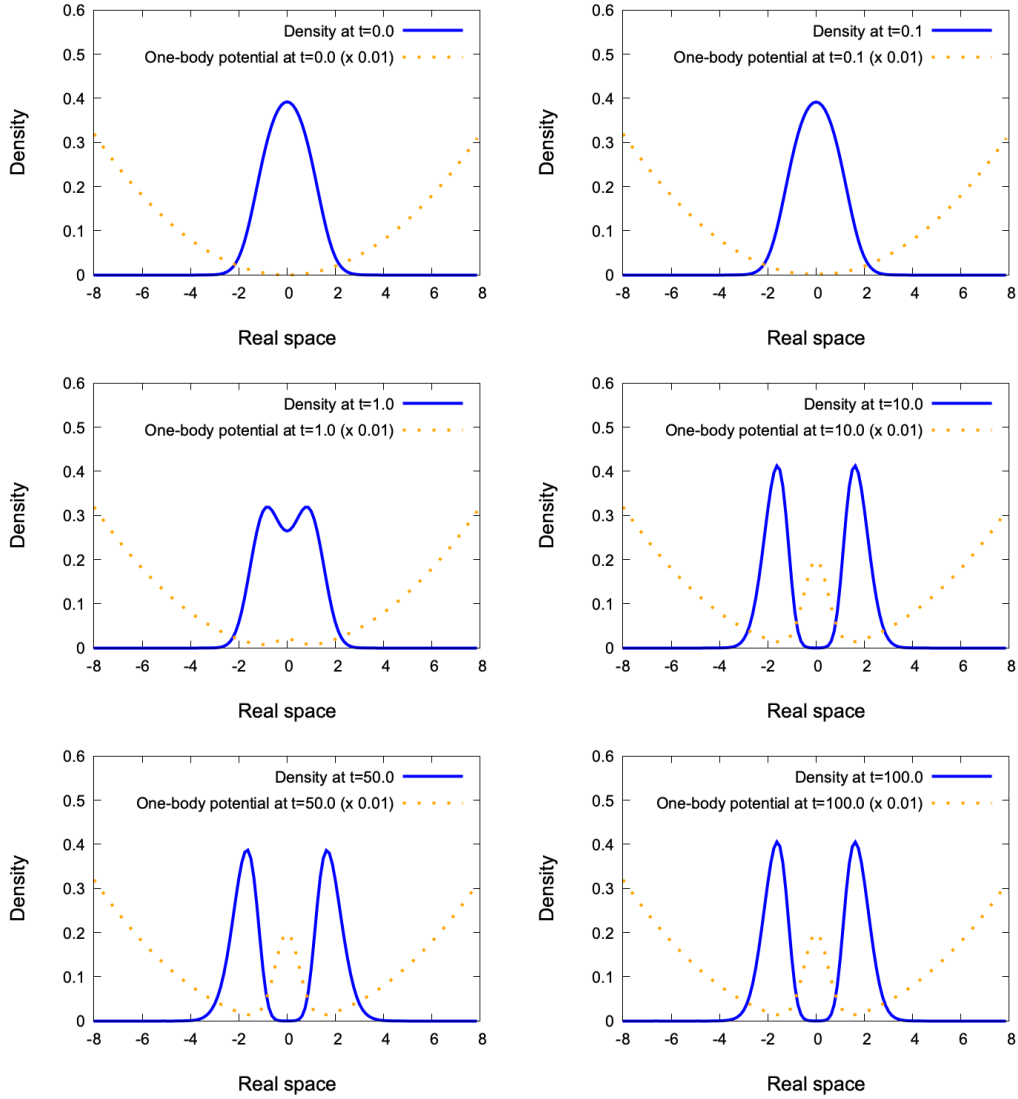 0.6
0.5
0.4
0.3
0.2
0.1
0
Density
Density at t=0.0
One-body potential at t=0.0 (x 0.01)
-8 -6 -4 -2 0 2 4 6 8
Real space
0.6
0.5
0.4
0.3
0.2
0.1
0
Density
Density at t=0.1
One-body potential at t=0.1 (x 0.01)
-8 -6 -4 -2 0 2 4 6 8
Real space
0.6
0.5
0.4
0.3
0.2
0.1
0
Density
Density at t=1.0
One-body potential at t=1.0 (x 0.01)
-8 -6 -4 -2 0 2 4 6 8
Real space
0.6
0.5
0.4
0.3
0.2
0.1
0
Density
Density at t=10.0
One-body potential at t=10.0 (x 0.01)
-8 -6 -4 -2 0 2 4 6 8
Real space
0.6
0.5
0.4
0.3
0.2
0.1
0
Density
Density at t=50.0
One-body potential at t=50.0 (x 0.01)
-8 -6 -4 -2 0 2 4 6 8
Real space
0.6
0.5
0.4
0.3
0.2
0.1
0
Density
Density at t=100.0
One-body potential at t=100.0 (x 0.01)
-8 -6 -4 -2 0 2 4 6 8
Real space